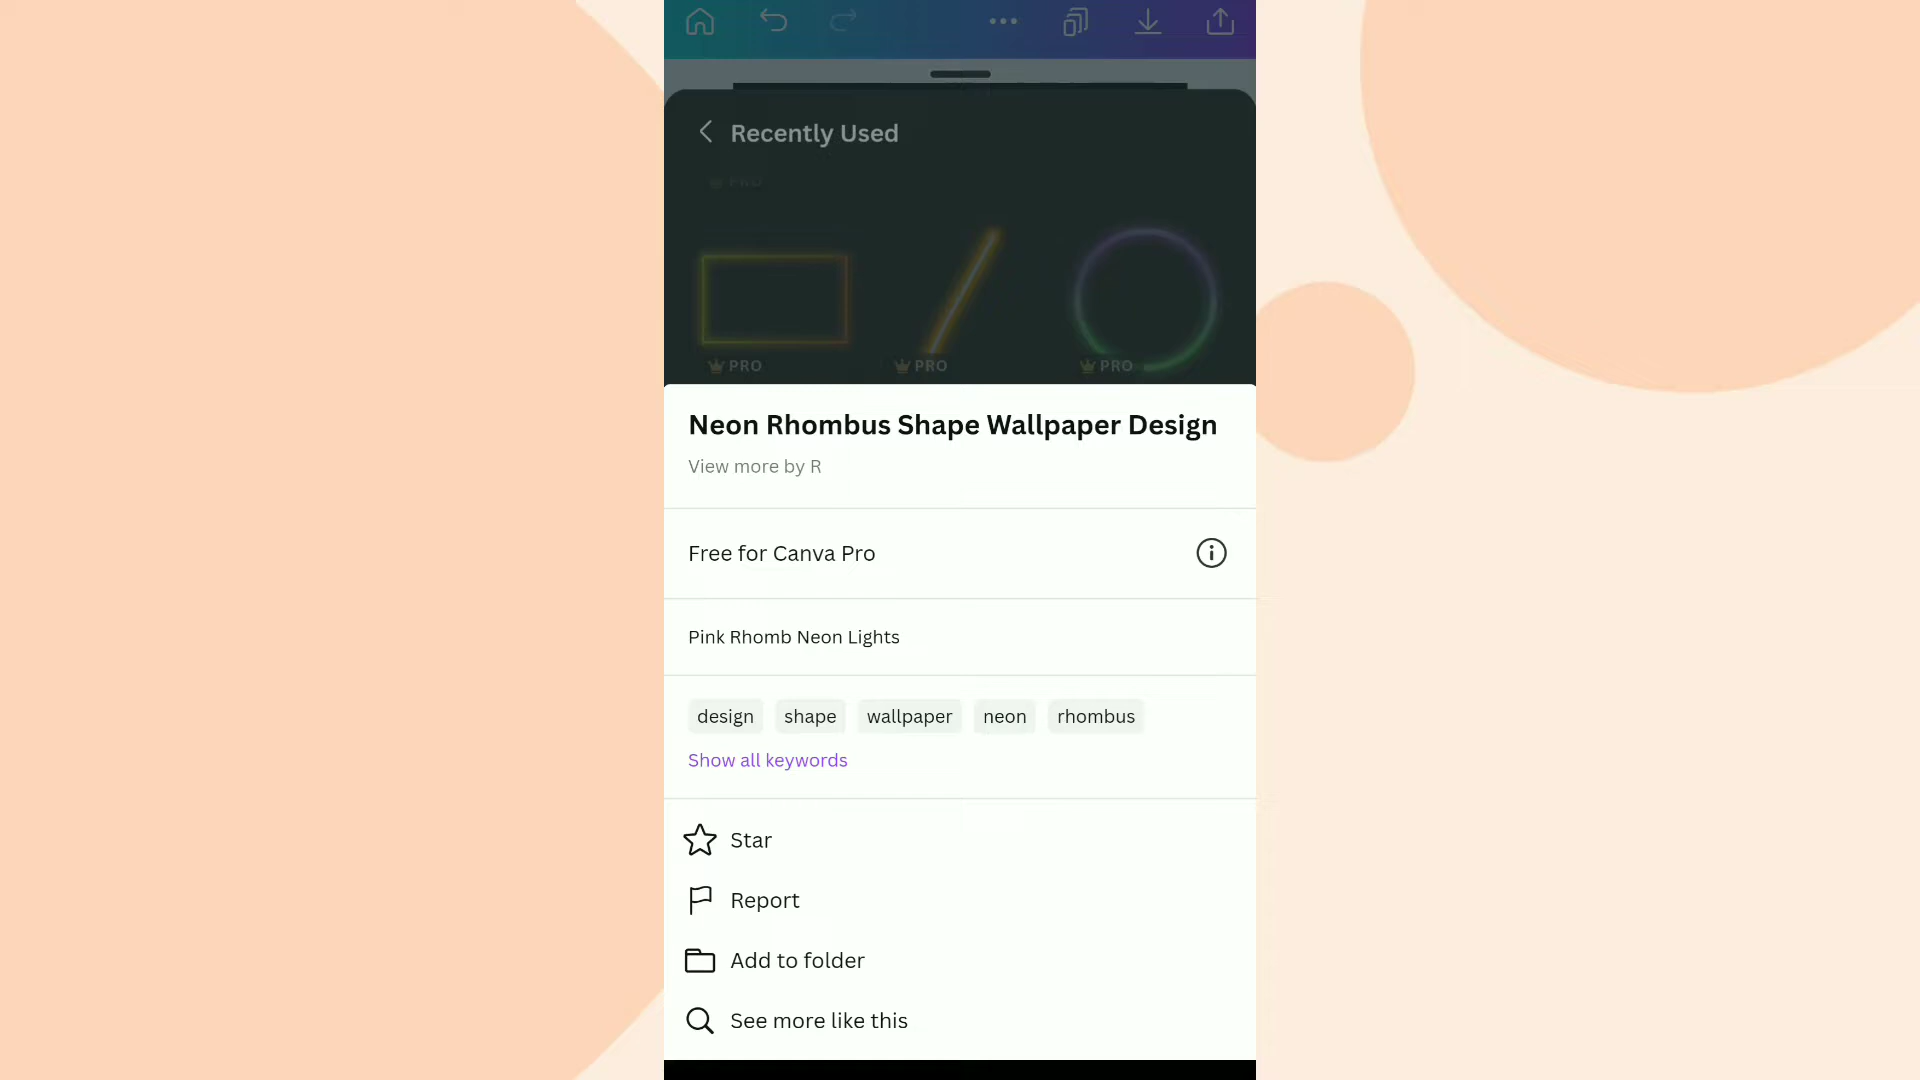 Recently Used
PRO
PRO
PRO
Neon Rhombus Shape Wallpaper Design
View more by R
Free for Canva Pro
Pink Rhomb Neon Lights
design shape wallpaper neon rhombus
Show all keywords
Star
Report
Add to folder
See more like this